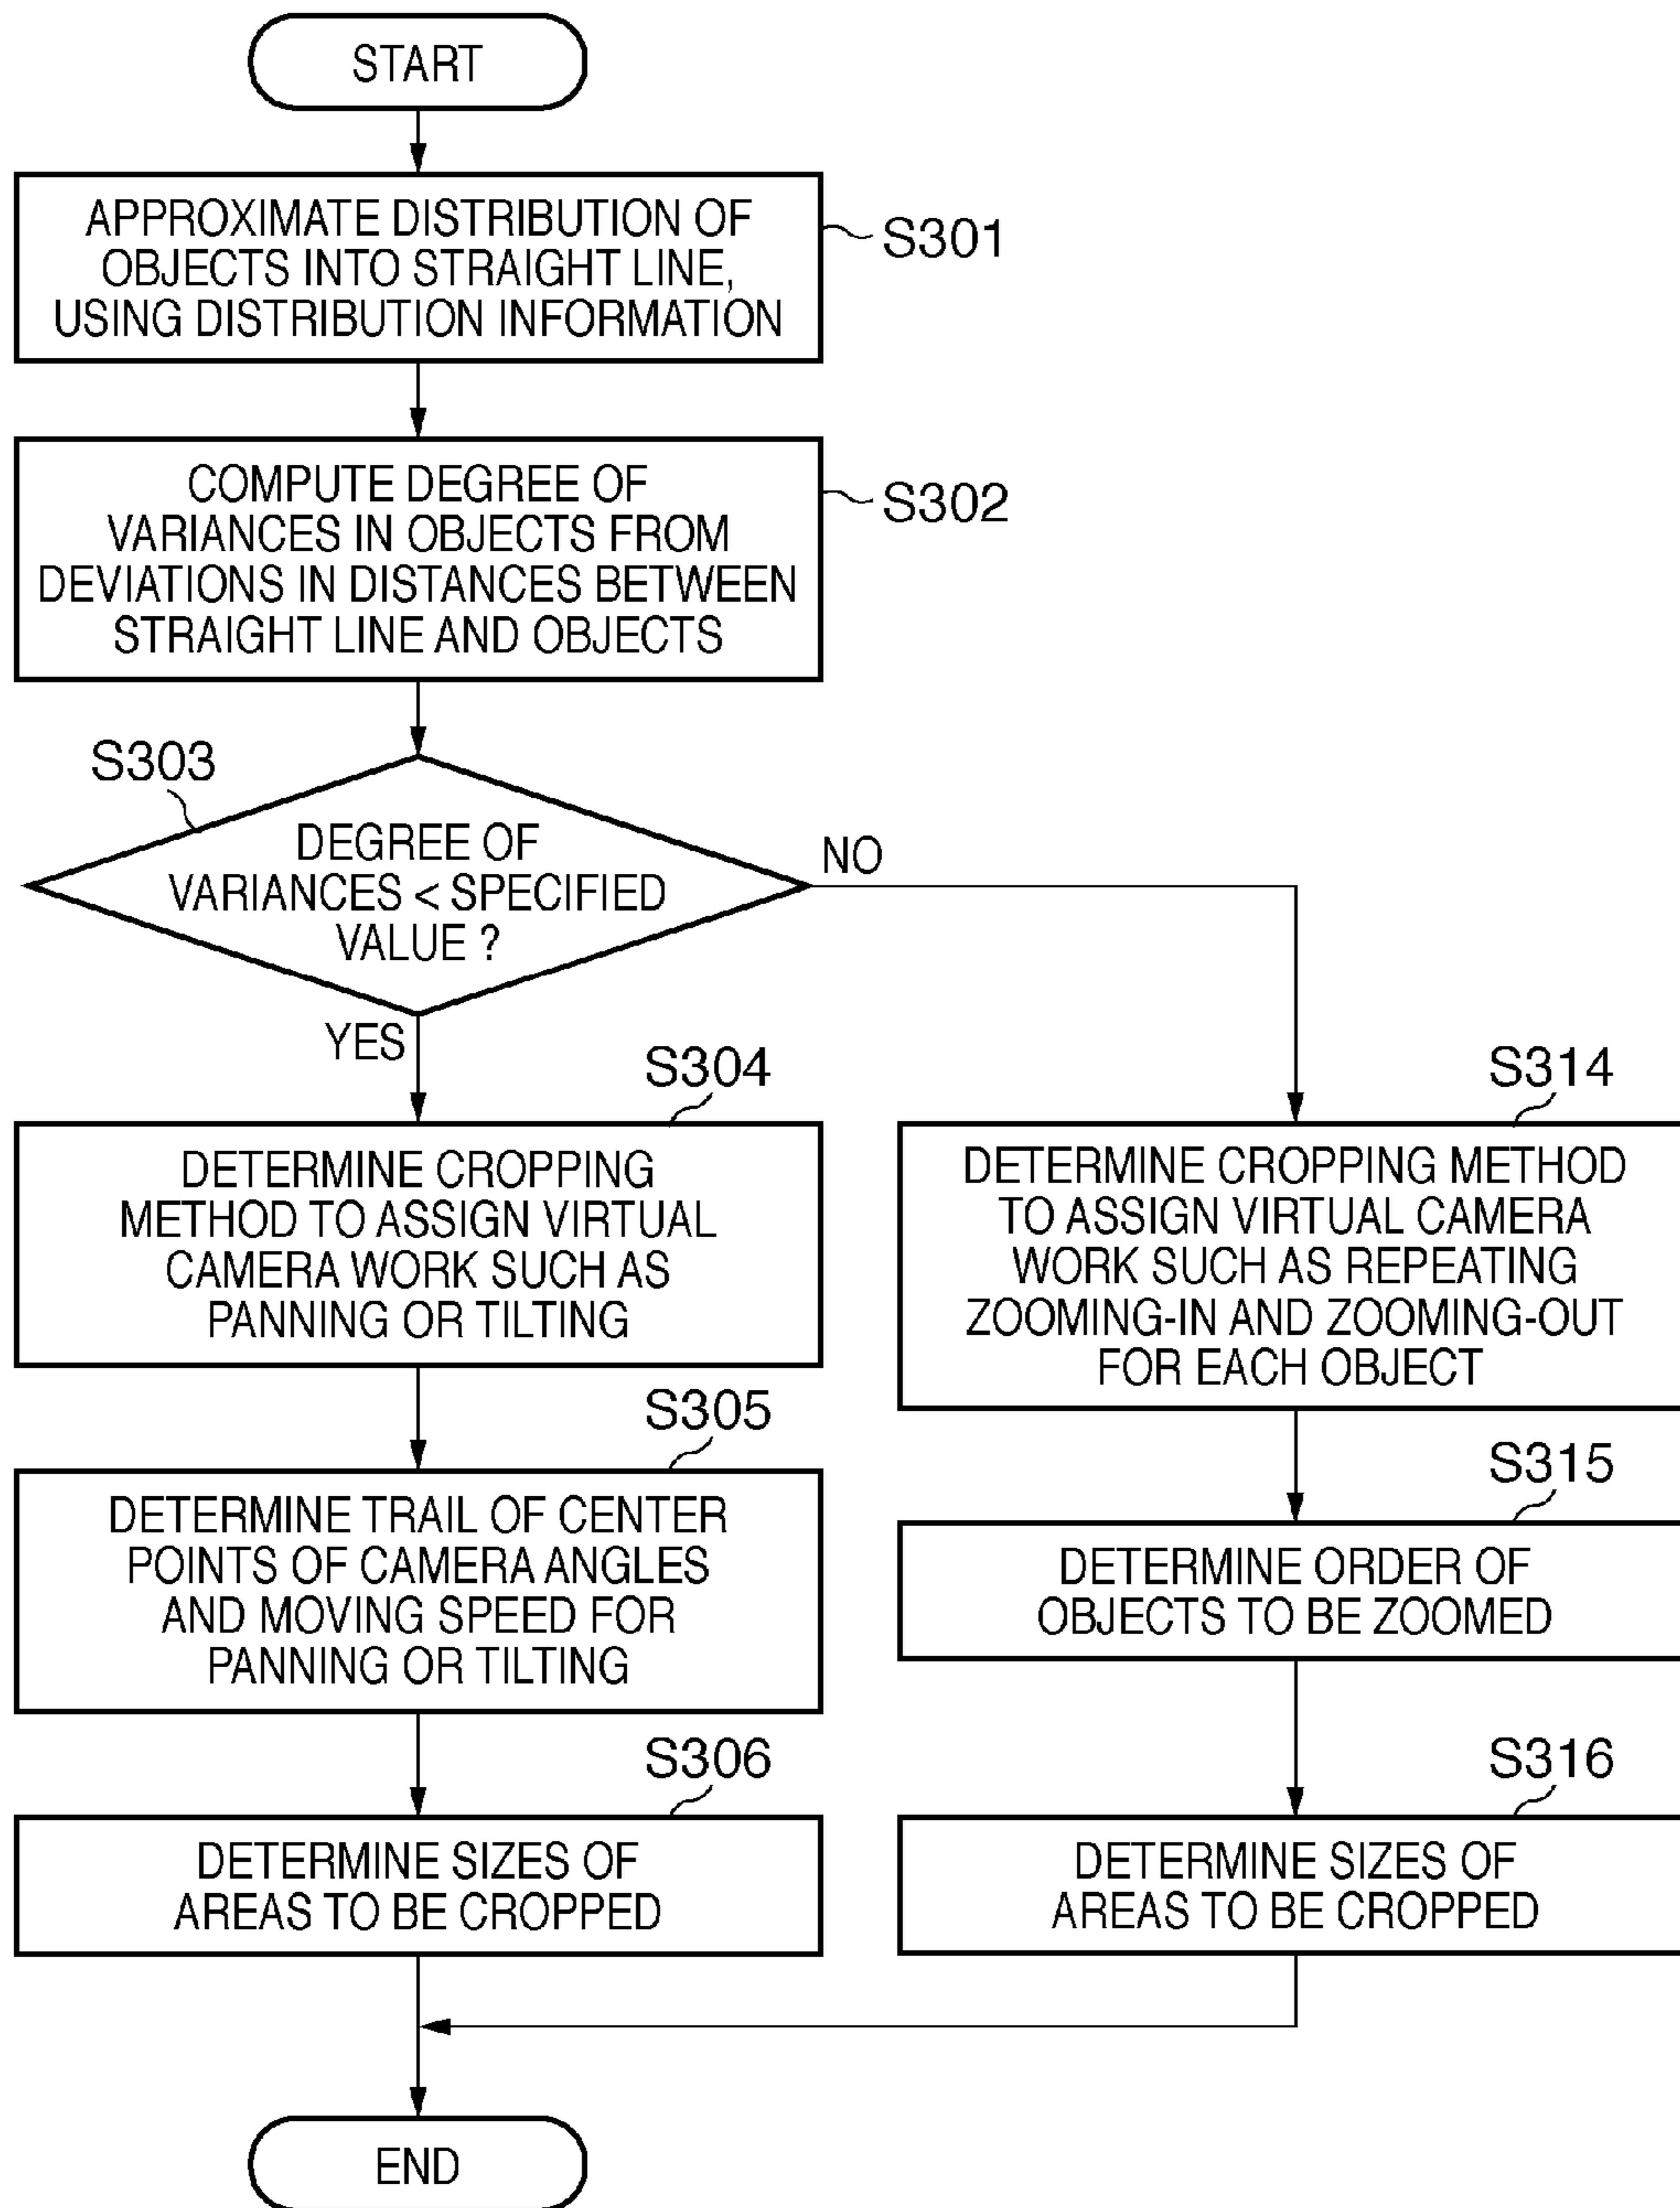 START
APPROXIMATE DISTRIBUTION OF
OBJECTS INTO STRAIGHT LINE,
USING DISTRIBUTION INFORMATION
S301
COMPUTE DEGREE OF
VARIANCES IN OBJECTS FROM
DEVIATIONS IN DISTANCES BETWEEN
STRAIGHT LINE AND OBJECTS
S302
S303
DEGREE OF
VARIANCES < SPECIFIED
VALUE ?
NO
YES
S304
DETERMINE CROPPING
METHOD TO ASSIGN VIRTUAL
CAMERA WORK SUCH AS
PANNING OR TILTING
S305
DETERMINE TRAIL OF CENTER
POINTS OF CAMERA ANGLES
AND MOVING SPEED FOR
PANNING OR TILTING
S306
DETERMINE SIZES OF
AREAS TO BE CROPPED
S314
DETERMINE CROPPING METHOD
TO ASSIGN VIRTUAL CAMERA
WORK SUCH AS REPEATING
ZOOMING-IN AND ZOOMING-OUT
FOR EACH OBJECT
S315
DETERMINE ORDER OF
OBJECTS TO BE ZOOMED
S316
DETERMINE SIZES OF
AREAS TO BE CROPPED
END